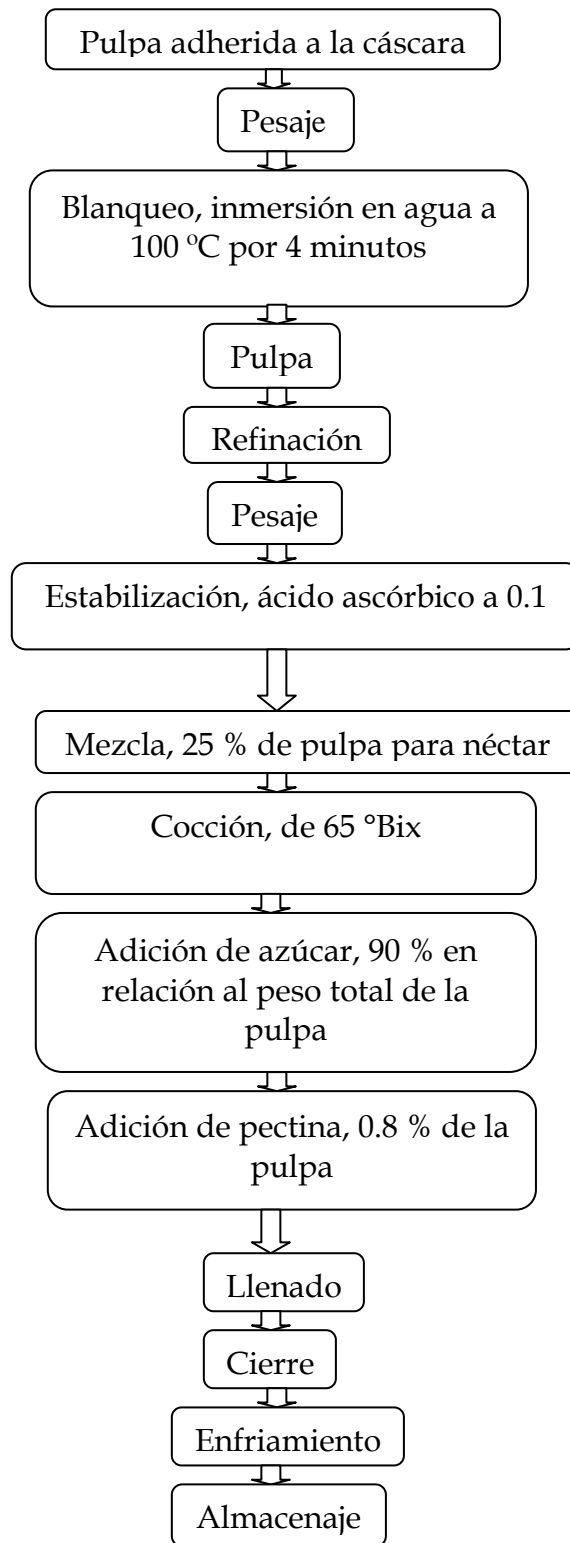 Pulpa adherida a la cáscara
Pesaje
Blanqueo, inmersión en agua a
100 ºC por 4 minutos
Pulpa
Refinación
Pesaje
Estabilización, ácido ascórbico a 0.1
Mezcla, 25 % de pulpa para néctar
Cocción, de 65 °Bix
Adición de azúcar, 90 % en
relación al peso total de la
pulpa
Adición de pectina, 0.8 % de la
pulpa
Llenado
Cierre
Enfriamiento
Almacenaje